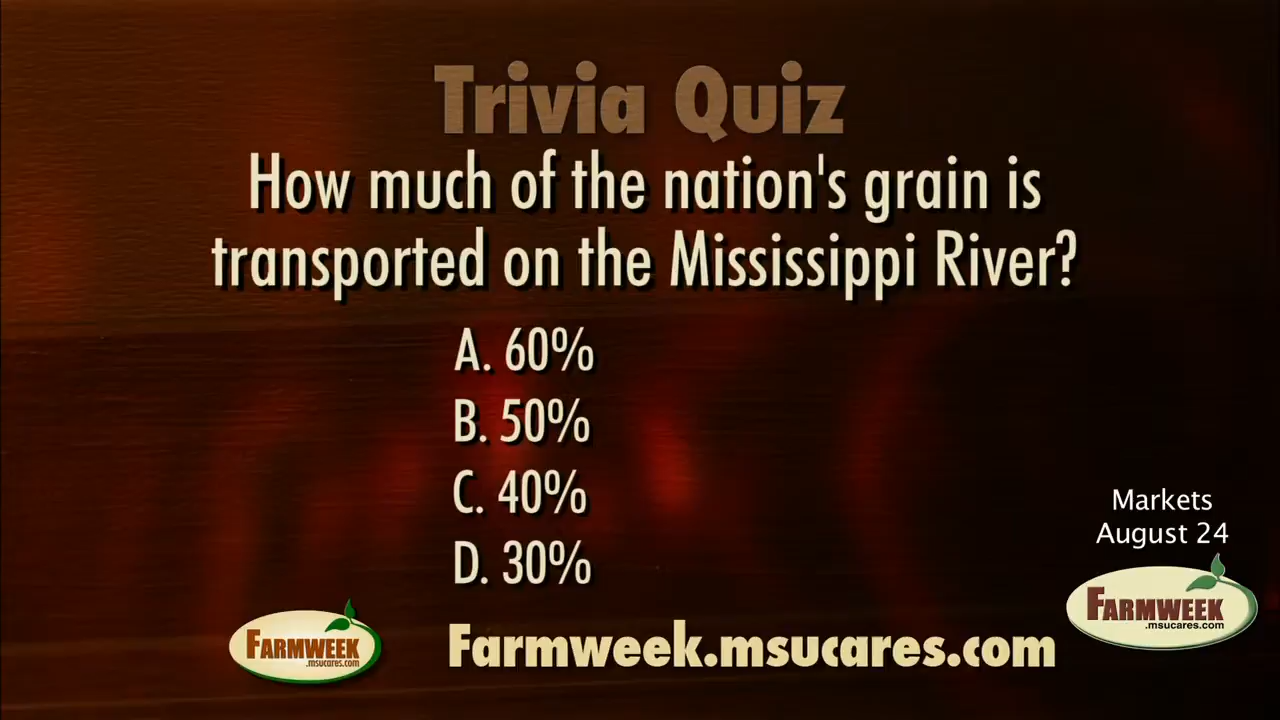 Trivia Quiz
How much of the nation's grain is
transported on the Mississippi River?
A. 60%
B. 50%
C. 40%
D. 30%
Markets
August 24
FARMWEEK
.msucares.com
FARMWEEK
.msucares.com
Farmweek.msucares.com